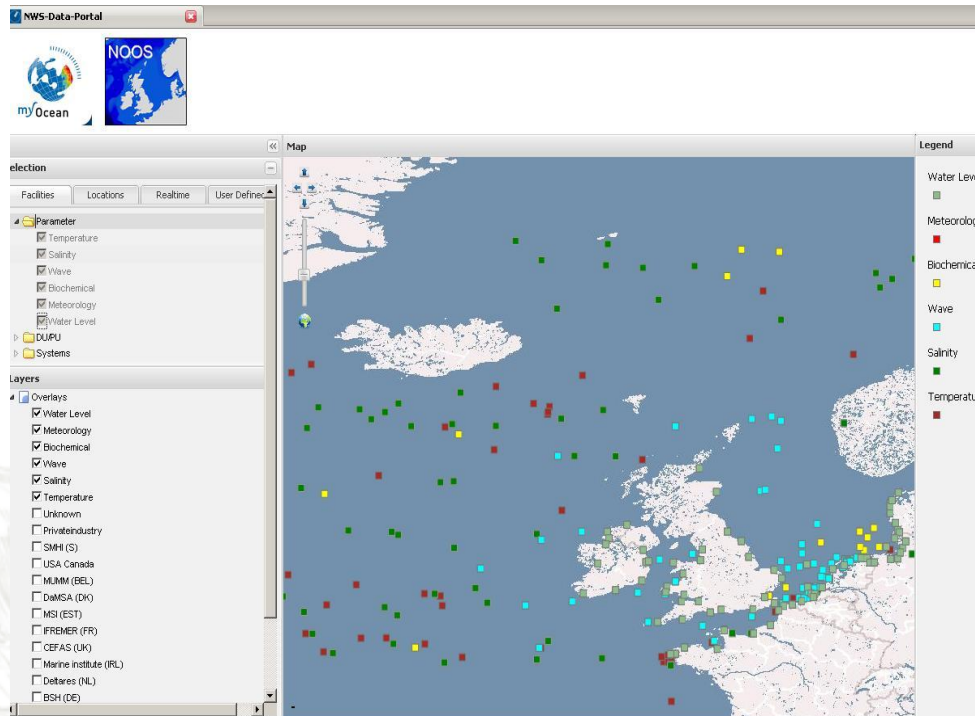 NWS-Data-Portal
NOOS
myOcean
Map
Legend
election
Facilities
Locations
Realtime
User Defined
Parameter
Temperature
Salinity
Wave
Biochemical
Meteorology
Water Level
DU/PU
Systems
Layers
Overlays
Water Level
Meteorology
Biochemical
Wave
Salinity
Temperature
Unknown
Privateindustry
SMHI (S)
USA Canada
MUMM (BEL)
DaMSA (DK)
MSI (EST)
IFREMER (FR)
CEFAS (UK)
Marine institute (IRL)
Deltares (NL)
BSH (DE)
Water Leve
Meteorolog
Biochemica
Wave
Salinity
Temperatu